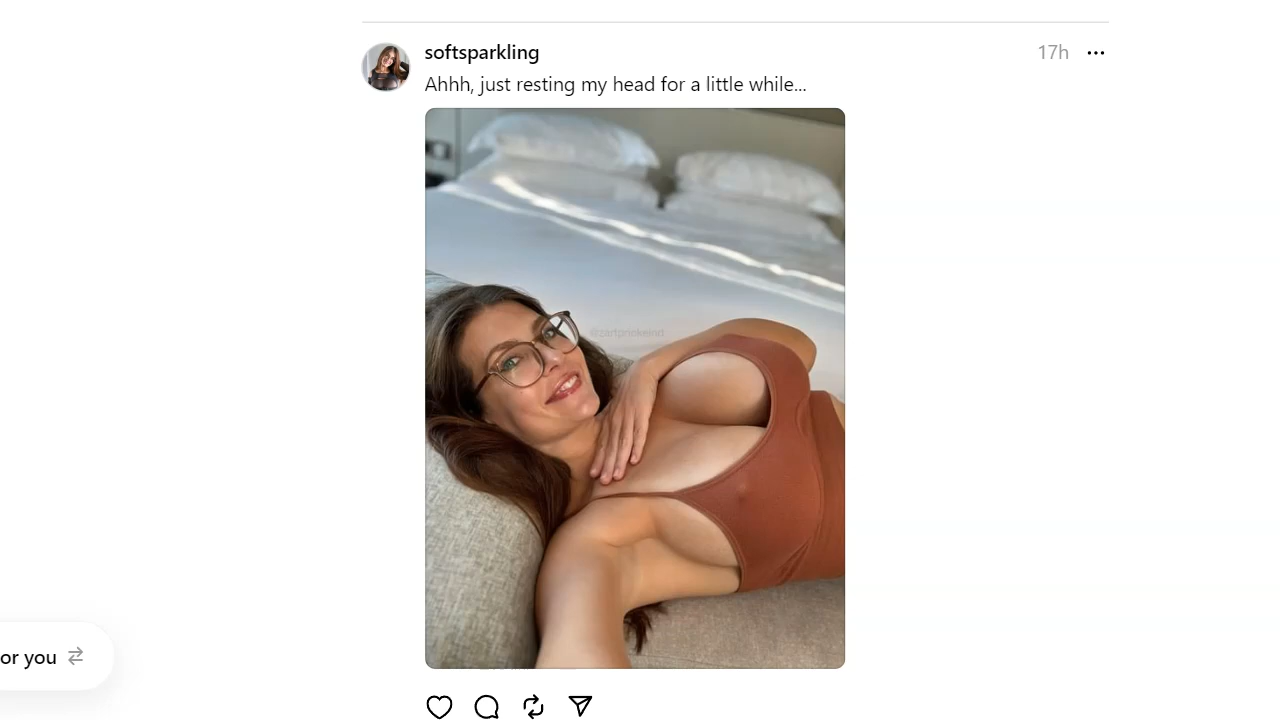 softsparkling
17h
Ahhh, just resting my head for a little while...
or you